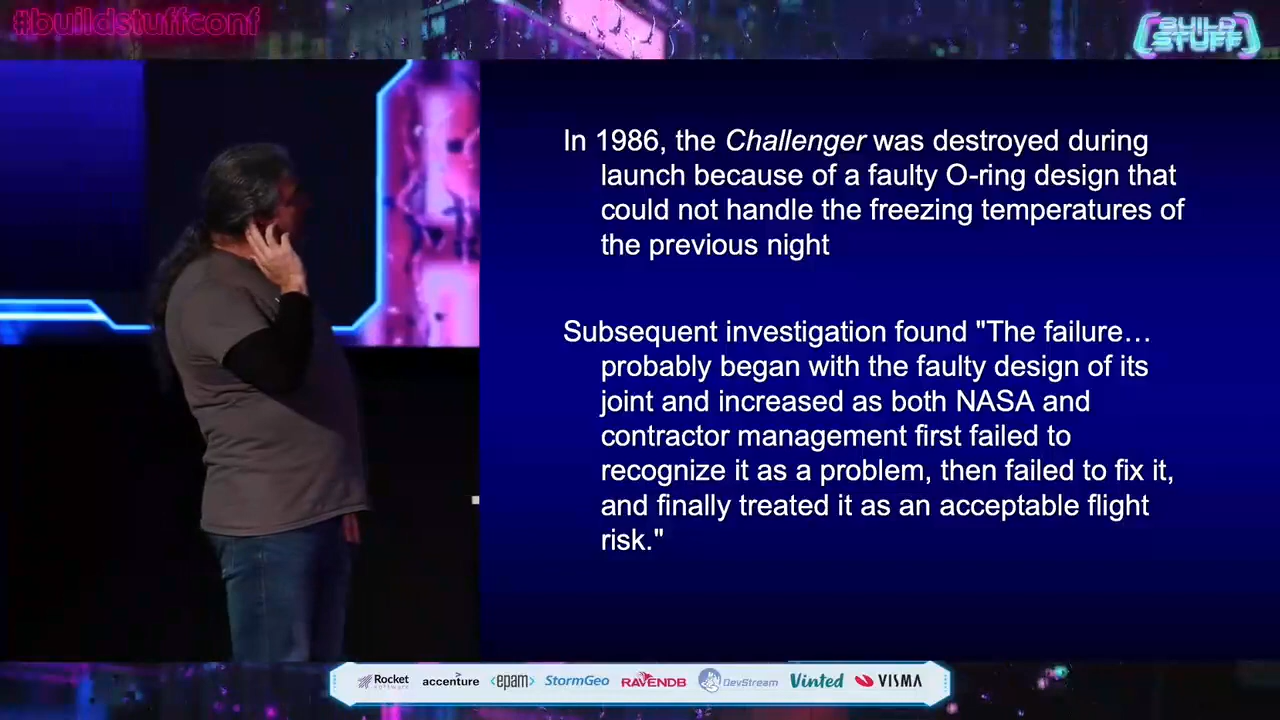 #buildstuffconf
BUILD
STUFF
In 1986, the Challenger was destroyed during
launch because of a faulty O-ring design that
could not handle the freezing temperatures of
the previous night
Subsequent investigation found "The failure…
probably began with the faulty design of its
joint and increased as both NASA and
contractor management first failed to
recognize it as a problem, then failed to fix it,
and finally treated it as an acceptable flight
risk."
Rocket
software
accenture
<epam>
StormGeo
RAVENDB
DevStream
Vinted
VISMA